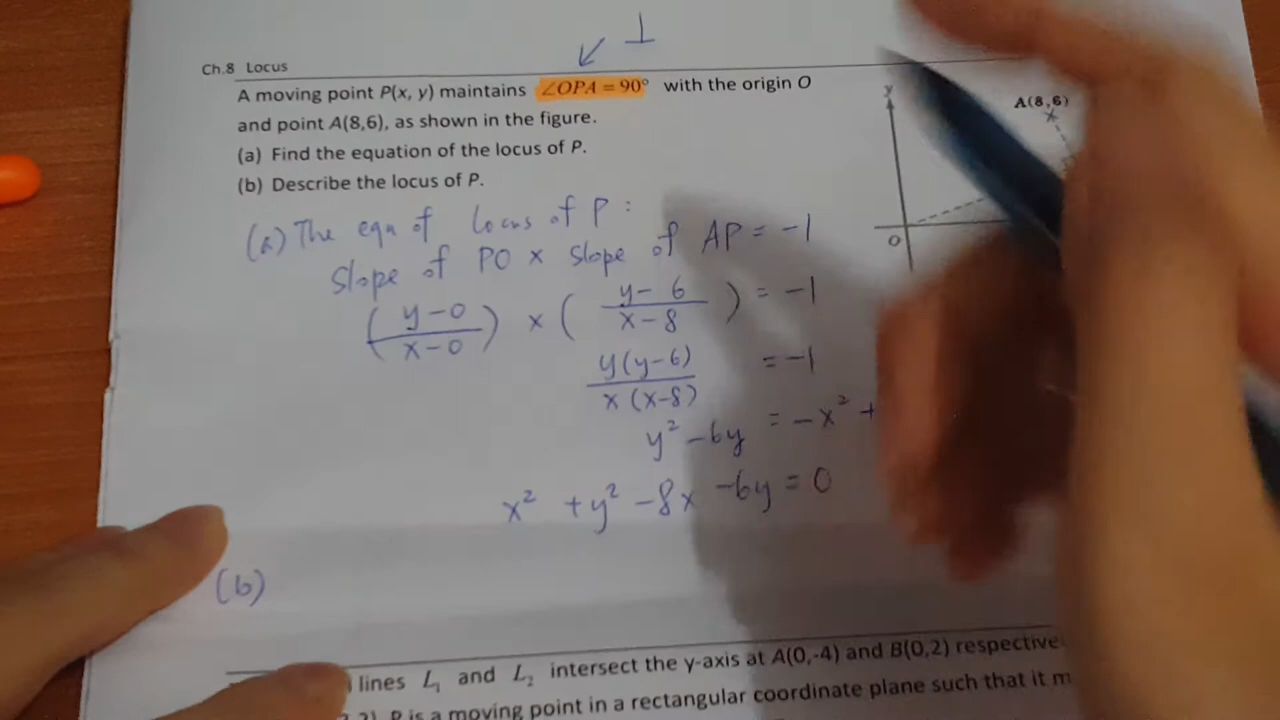 Ch.8 Locus
⊥
A moving point P(x, y) maintains ∠OPA = 90° with the origin O
and point A(8,6), as shown in the figure.
(a) Find the equation of the locus of P.
(b) Describe the locus of P.
y
A(8,6)
O
(a) The eqn of locus of P :
Slope of PO × Slope of AP = -1
(y-0 / x-0) × (y-6 / x-8) = -1
y(y-6) / x(x-8) = -1
y² - 6y = -x² +
x² + y² - 8x - 6y = 0
(b)
lines L₁ and L₂ intersect the y-axis at A(0,-4) and B(0,2) respective
P is a moving point in a rectangular coordinate plane such that it m